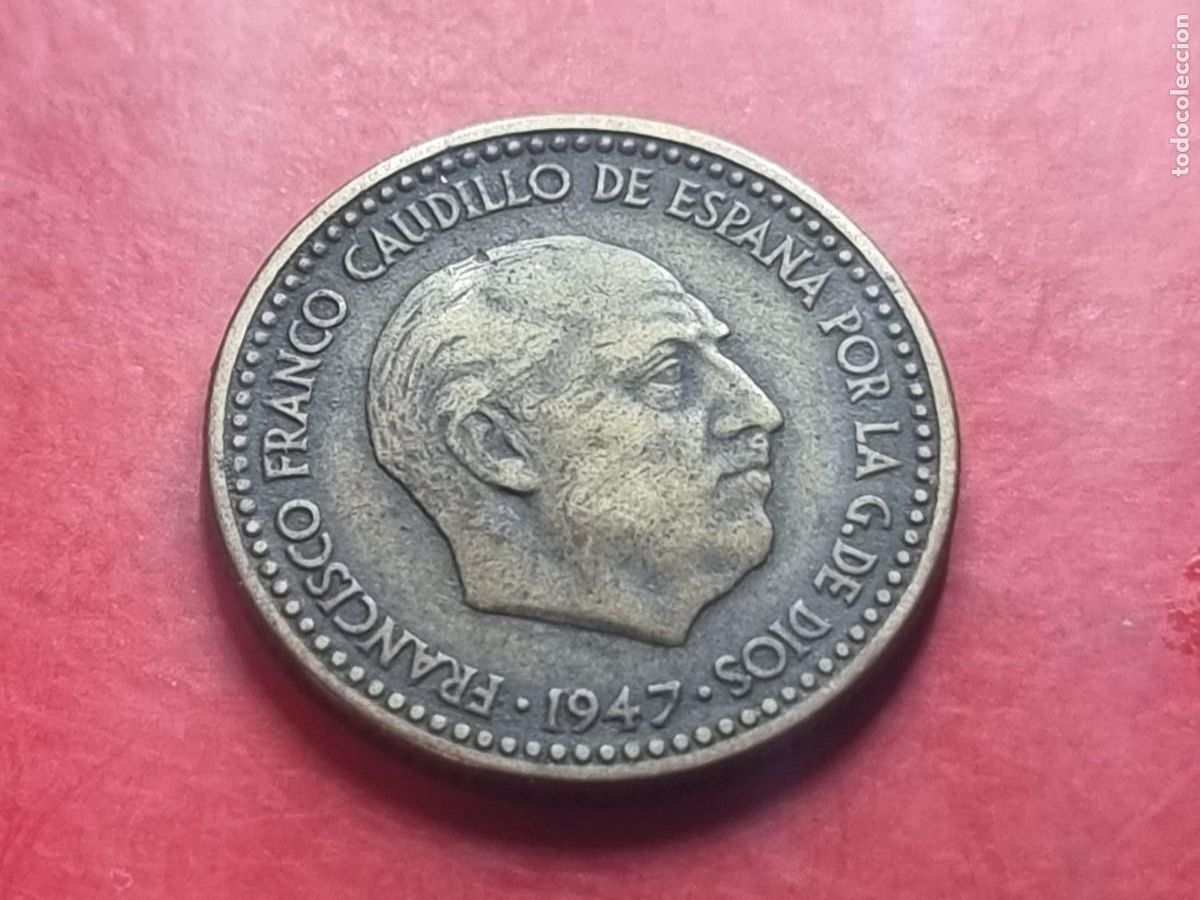 FRANCISCO FRANCO CAUDILLO DE ESPAÑA POR LA G. DE DIOS
· 1947 ·
todocoleccion